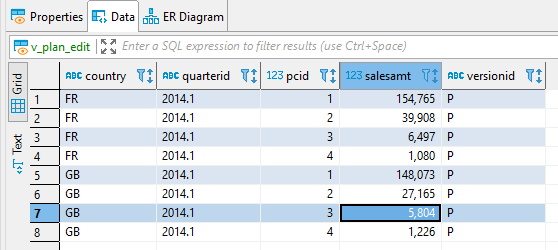 Properties Data ER Diagram
v_plan_edit Enter a SQL expression to filter results (use Ctrl+Space)
Grid
Text
ABC country ABC quarterid 123 pcid 123 salesamt ABC versionid
1 FR 2014.1 1 154,765 P
2 FR 2014.1 2 39,908 P
3 FR 2014.1 3 6,497 P
4 FR 2014.1 4 1,080 P
5 GB 2014.1 1 148,073 P
6 GB 2014.1 2 27,165 P
7 GB 2014.1 3 5,804 P
8 GB 2014.1 4 1,226 P